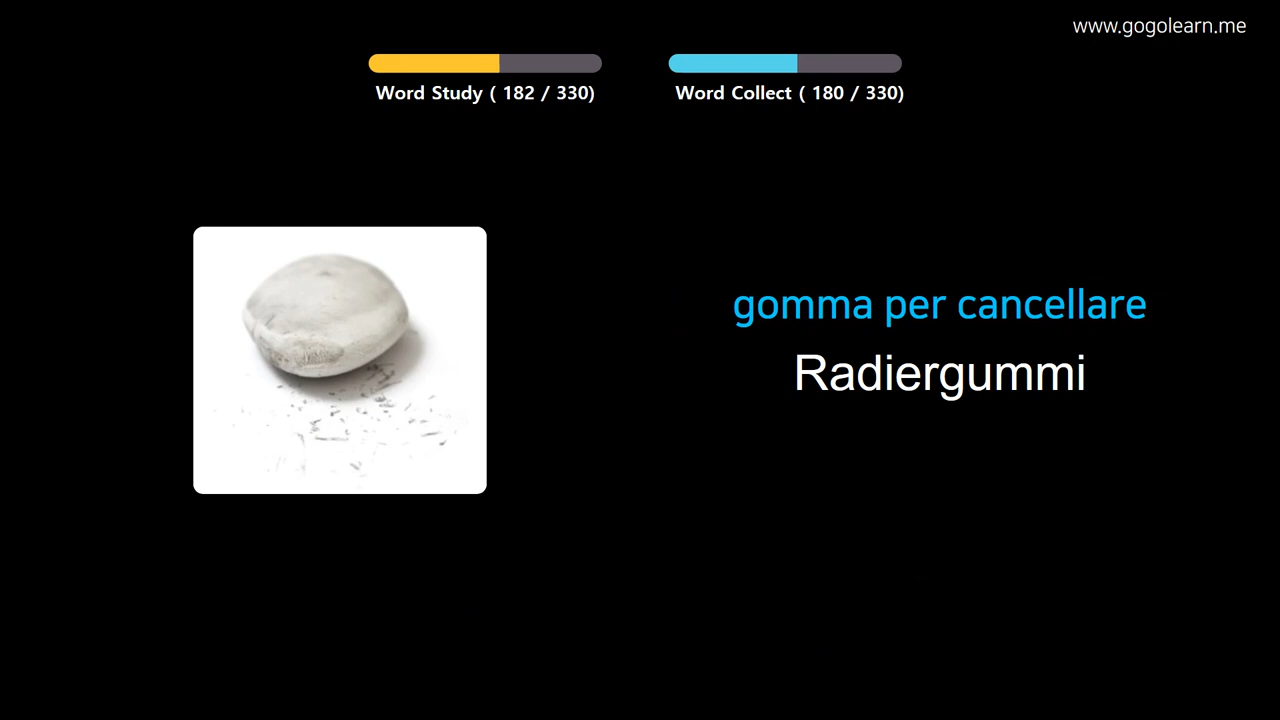 www.gogolearn.me
Word Study ( 182 / 330)
Word Collect ( 180 / 330)
gomma per cancellare
Radiergummi